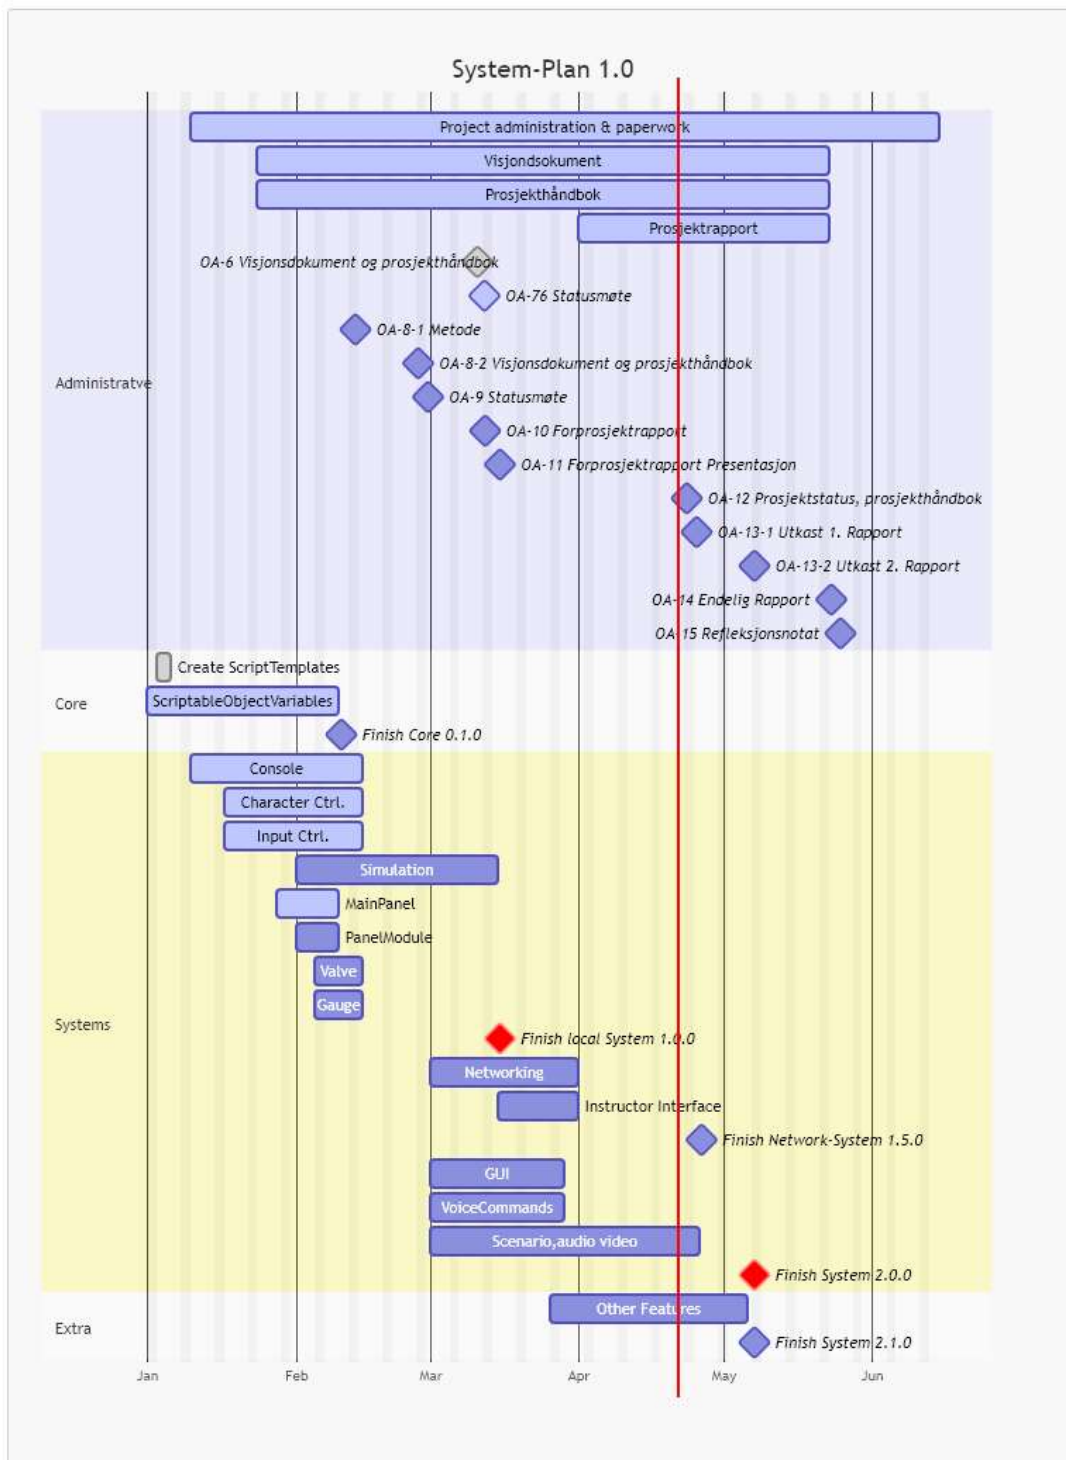 System-Plan 1.0
Project administration & paperwork
Visjondsokument
Prosjekthåndbok
Prosjektrapport
OA-6 Visjonsdokument og prosjekthåndbok
OA-76 Statusmøte
OA-8-1 Metode
OA-8-2 Visjonsdokument og prosjekthåndbok
Administratve
OA-9 Statusmøte
OA-10 Forprosjektrapport
OA-11 Forprosjektrapport Presentasjon
OA-12 Prosjektstatus, prosjekthåndbok
OA-13-1 Utkast 1. Rapport
OA-13-2 Utkast 2. Rapport
OA-14 Endelig Rapport
OA-15 Refleksjonsnotat
Create ScriptTemplates
Core
ScriptableObjectVariables
Finish Core 0.1.0
Console
Character Ctrl.
Input Ctrl.
Simulation
MainPanel
PanelModule
Valve
Gauge
Systems
Finish local System 1.0.0
Networking
Instructor Interface
Finish Network-System 1.5.0
GUI
VoiceCommands
Scenario,audio video
Finish System 2.0.0
Other Features
Extra
Finish System 2.1.0
Jan Feb Mar Apr May Jun